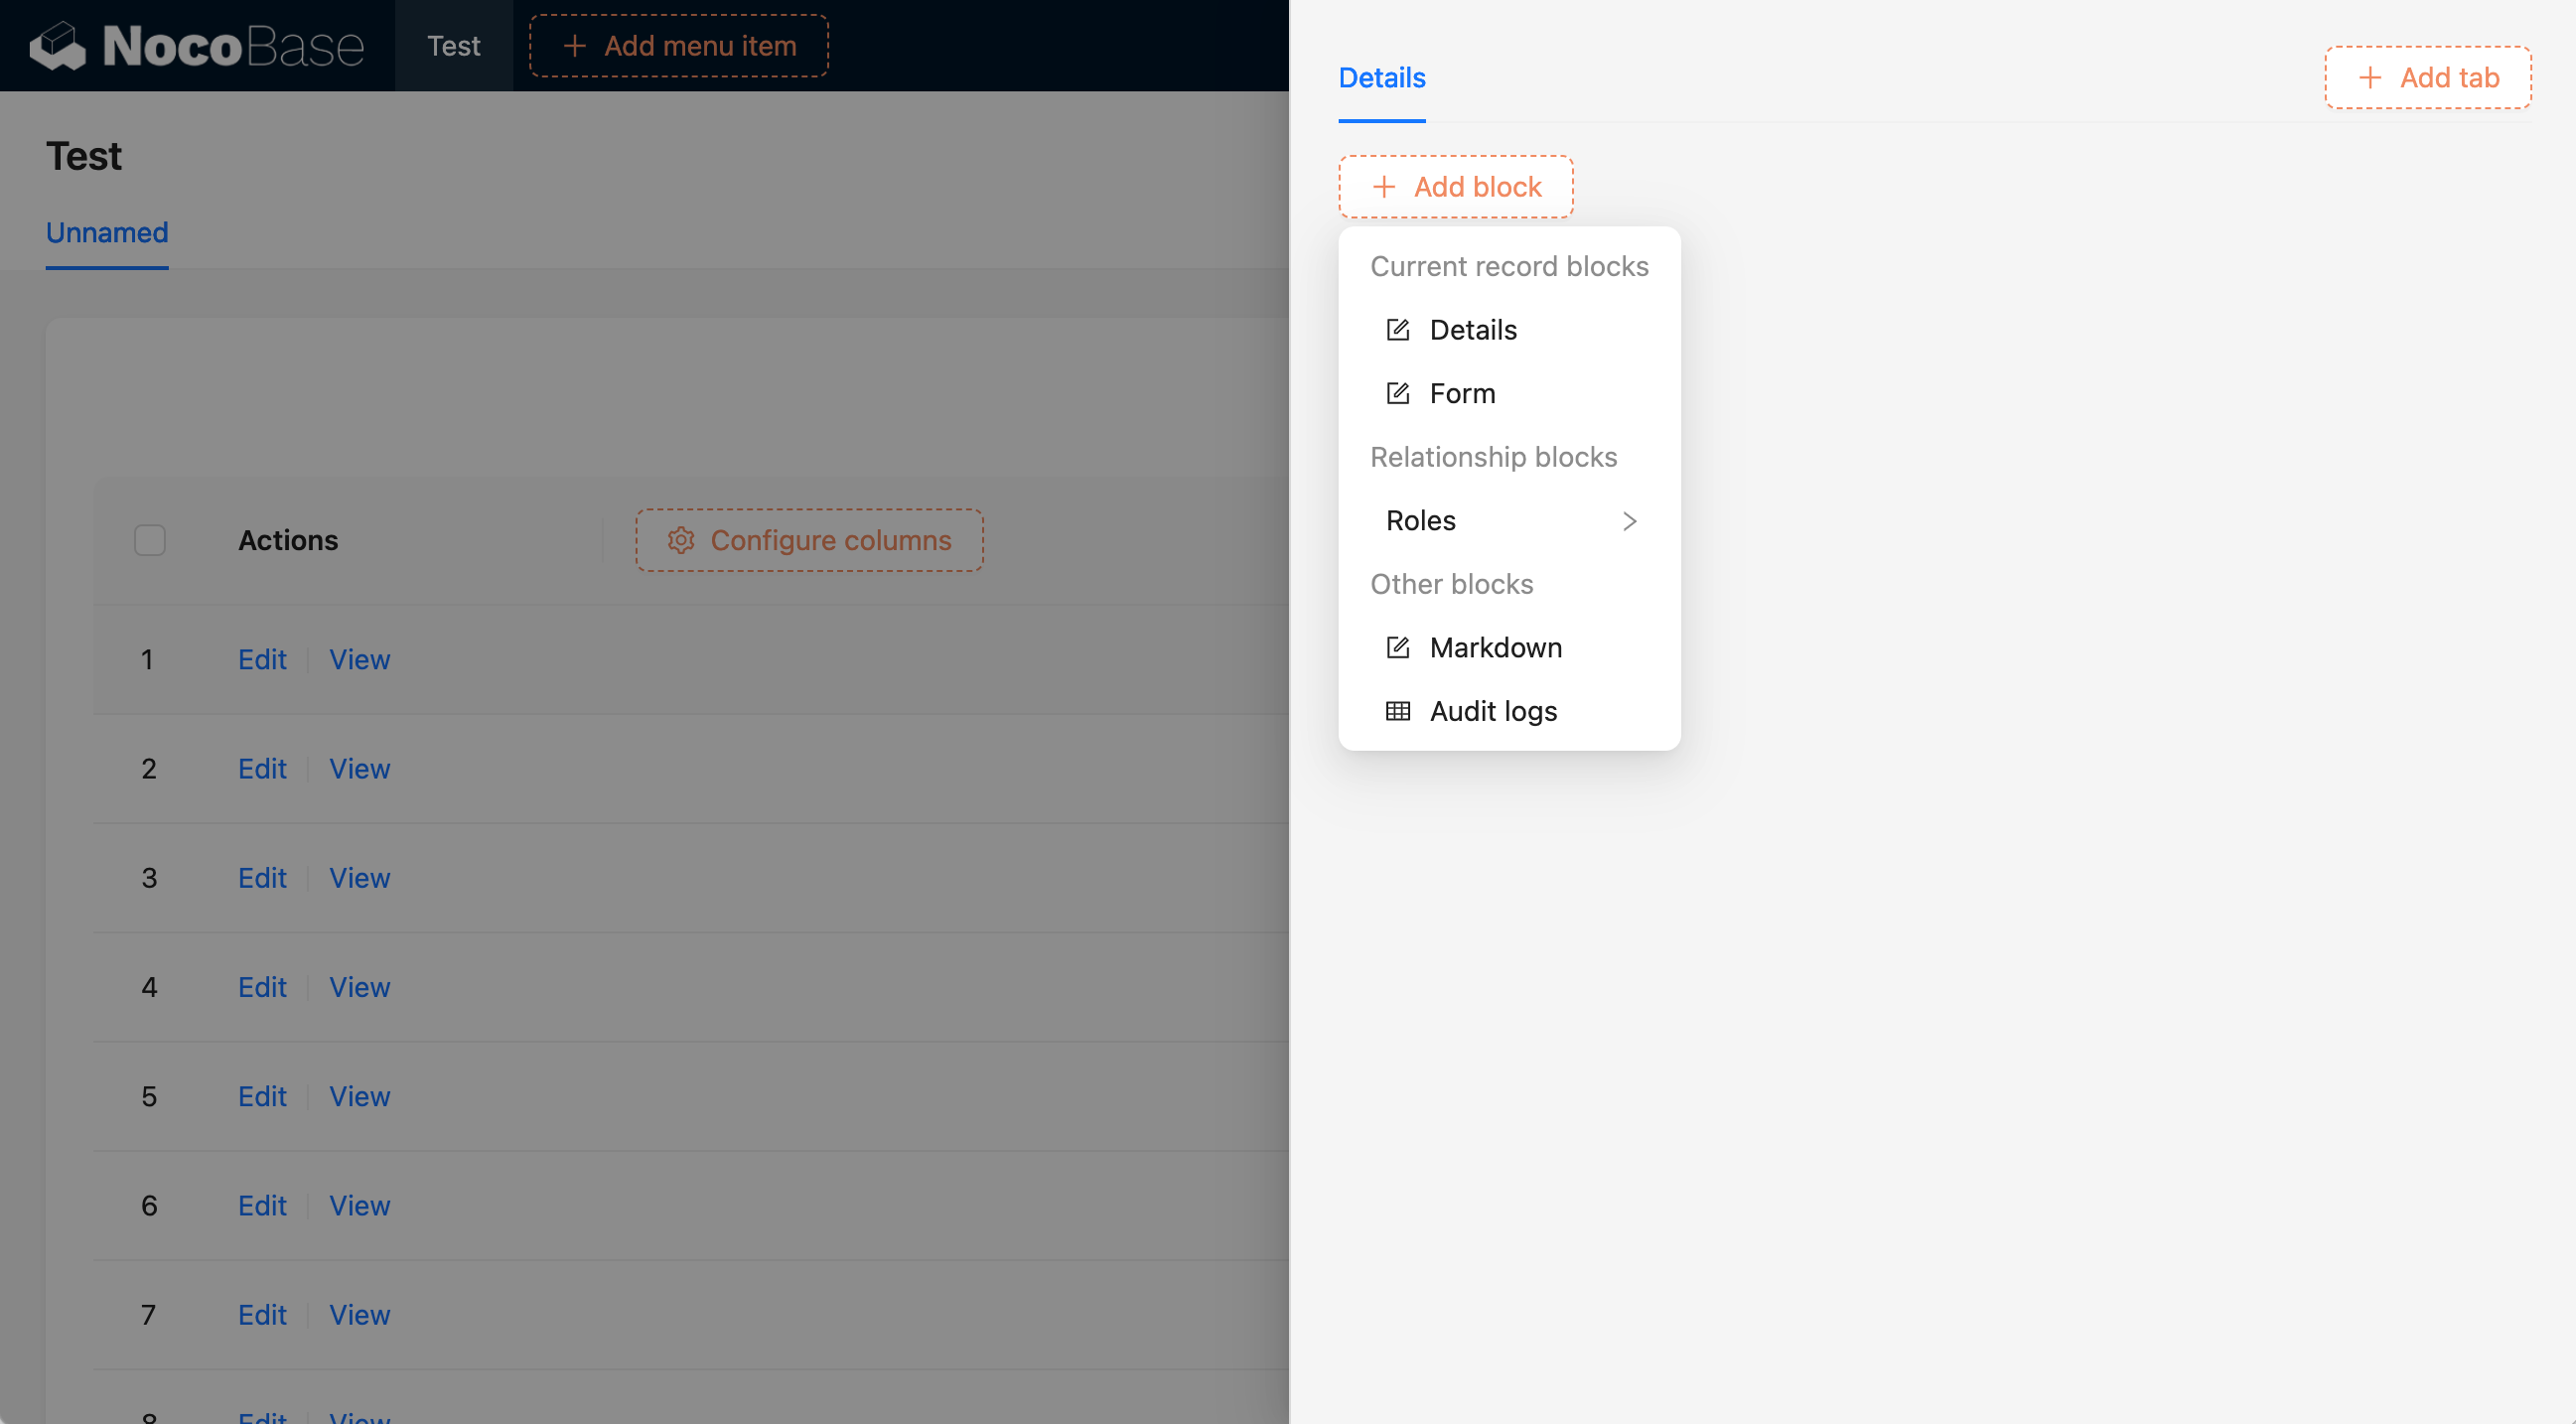 NocoBase
Test
Add menu item
Test
Unnamed
Actions
Configure columns
1 Edit View
2 Edit View
3 Edit View
4 Edit View
5 Edit View
6 Edit View
7 Edit View
8 Edit View
Details
Add tab
Add block
Current record blocks
Details
Form
Relationship blocks
Roles
Other blocks
Markdown
Audit logs